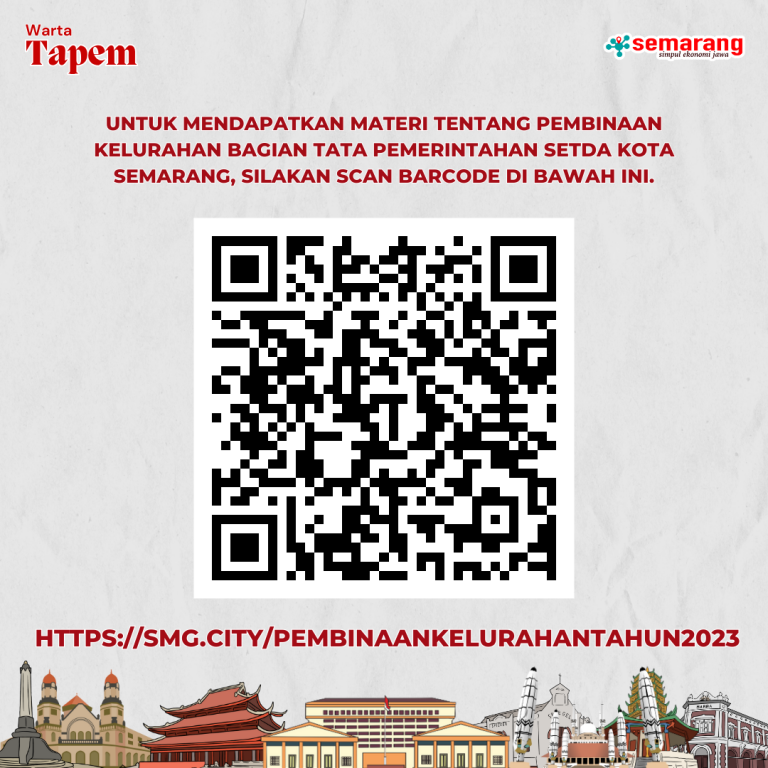 Warta
Tapem
semarang
simpul ekonomi jawa
UNTUK MENDAPATKAN MATERI TENTANG PEMBINAAN
KELURAHAN BAGIAN TATA PEMERINTAHAN SETDA KOTA
SEMARANG, SILAKAN SCAN BARCODE DI BAWAH INI.
HTTPS://SMG.CITY/PEMBINAANKELURAHANTAHUN2023